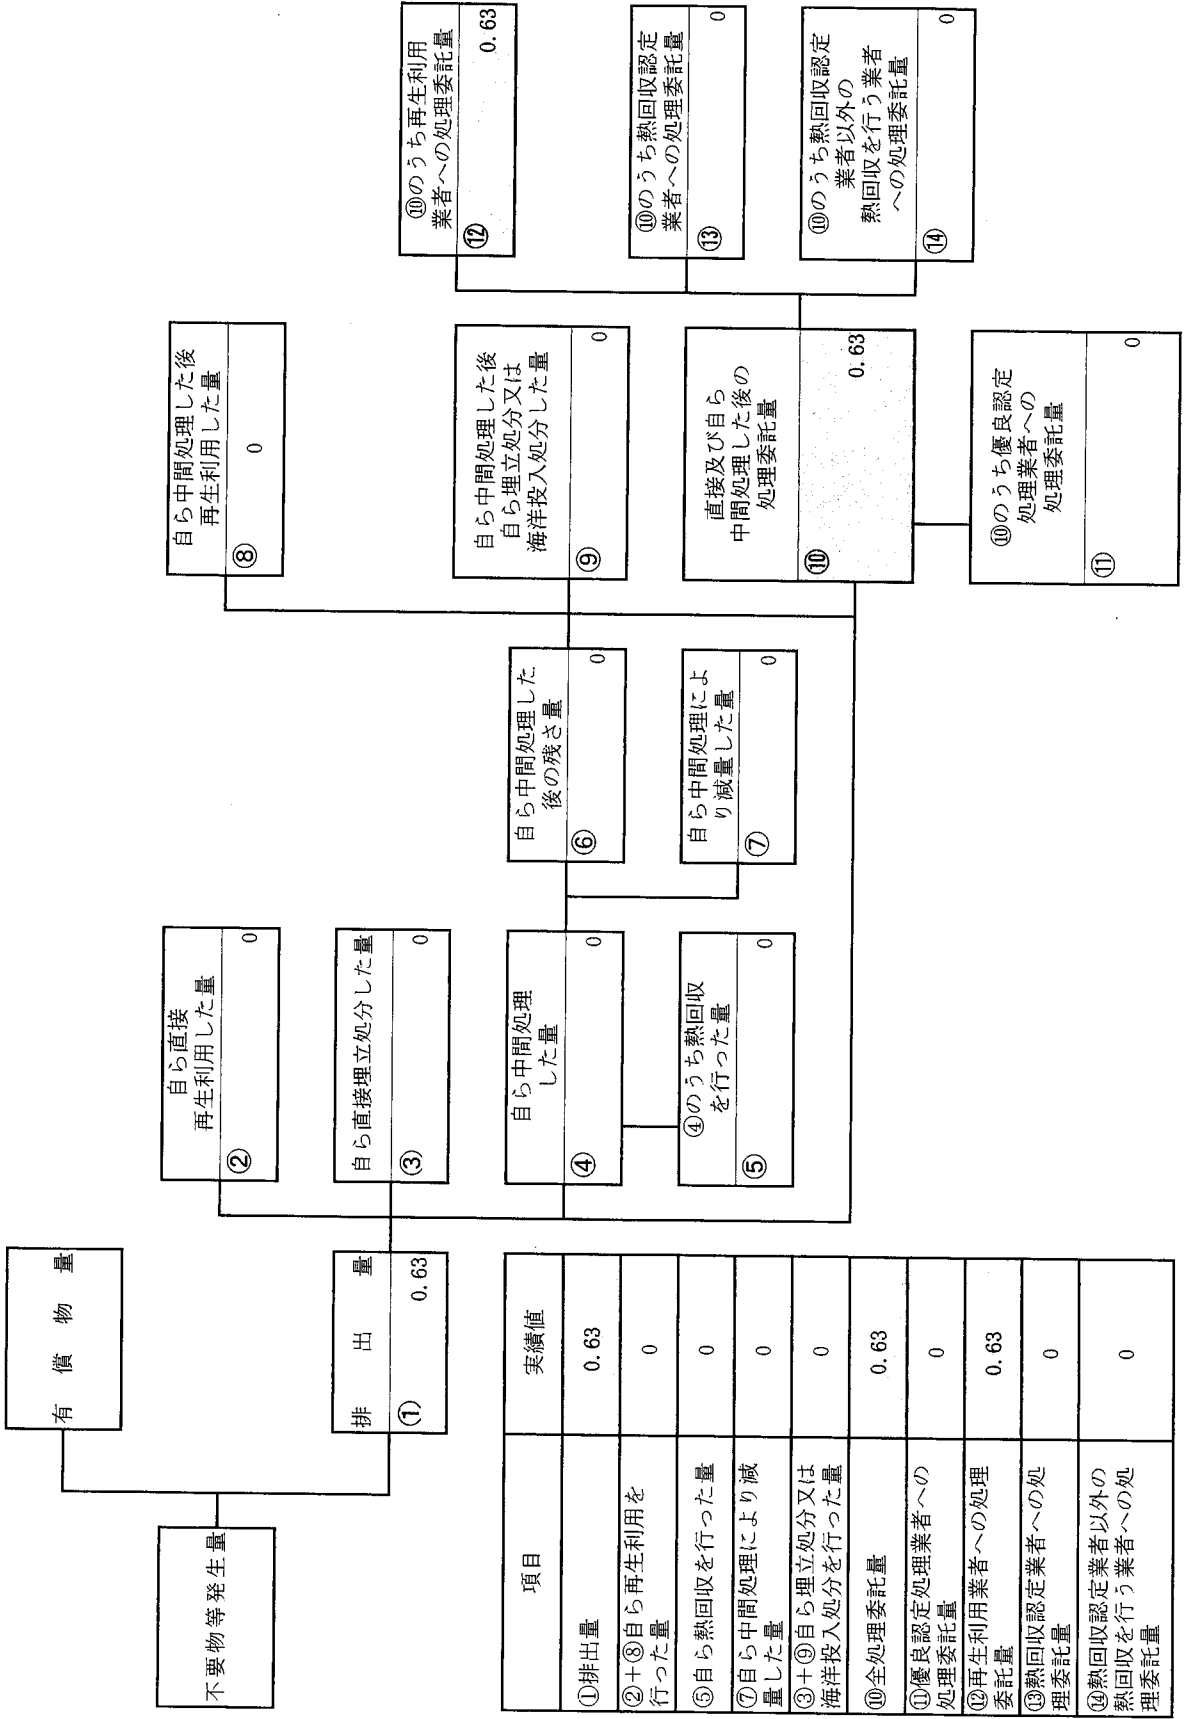 不要物等発生量
有償物量
排出量
① 0.63
自ら直接
再生利用した量
② 0
自ら直接埋立処分した量
③ 0
自ら中間処理
した量
④ 0
④のうち熱回収
を行った量
⑤ 0
自ら中間処理した
後の残さ量
⑥ 0
自ら中間処理によ
り減量した量
⑦ 0
自ら中間処理した後
再生利用した量
⑧ 0
自ら中間処理した後
自ら埋立処分又は
海洋投入処分した量
⑨ 0
直接及び自ら
中間処理した後の
処理委託量
⑩ 0.63
⑩のうち優良認定
処理業者への
処理委託量
⑪ 0
⑩のうち再生利用
業者への処理委託量
⑫ 0.63
⑩のうち熱回収認定
業者への処理委託量
⑬ 0
⑩のうち熱回収認定
業者以外の
熱回収を行う業者
への処理委託量
⑭ 0
項目 実績値
①排出量 0.63
②+⑧自ら再生利用を
行った量 0
⑤自ら熱回収を行った量 0
⑦自ら中間処理により減
量した量 0
③+⑨自ら埋立処分又は
海洋投入処分を行った量 0
⑩全処理委託量 0.63
⑪優良認定処理業者への
処理委託量 0
⑫再生利用業者への処理
委託量 0.63
⑬熱回収認定業者への処
理委託量 0
⑭熱回収認定業者以外の
熱回収を行う業者への処
理委託量 0